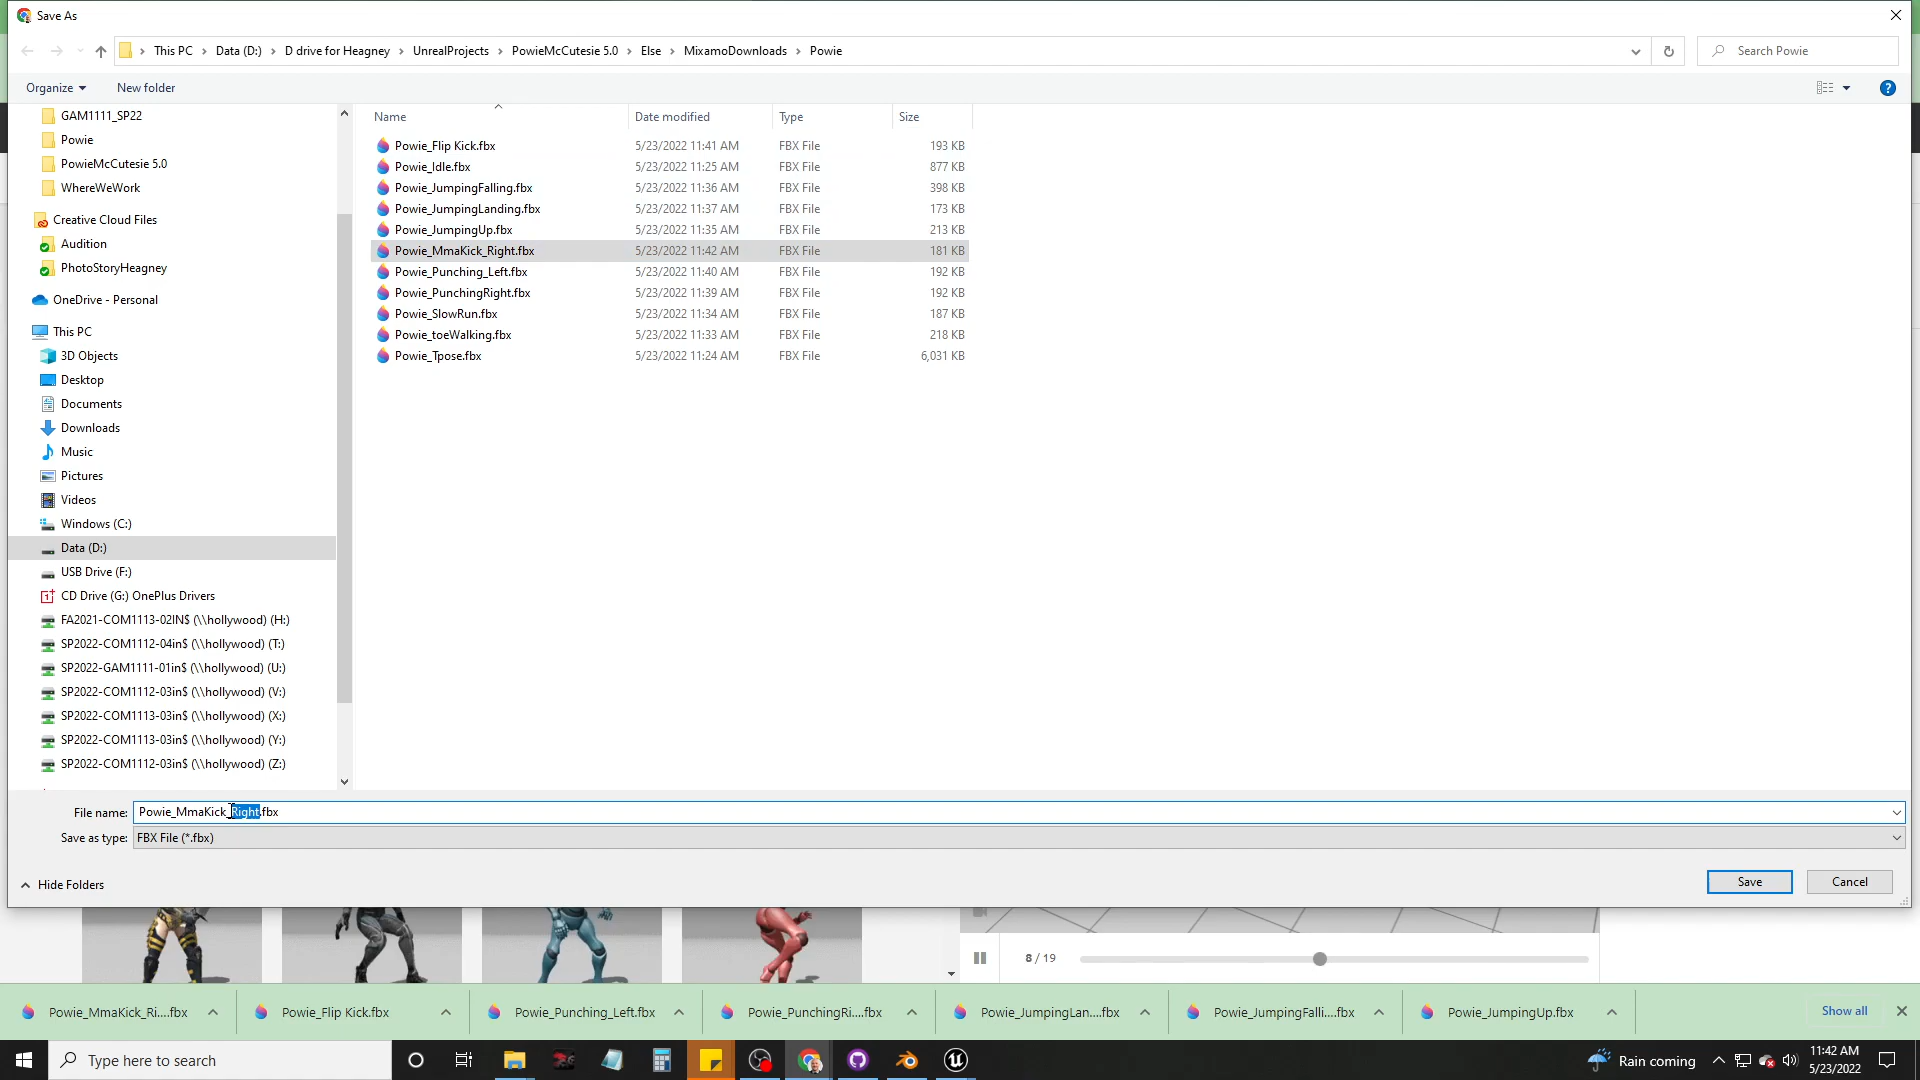 Save As
This PC
Data (D:)
D drive for Heagney
UnrealProjects
PowieMcCutesie 5.0
Else
MixamoDownloads
Powie
Search Powie
Organize
New folder
GAM1111_SP22
Powie
PowieMcCutesie 5.0
WhereWeWork
Creative Cloud Files
Audition
PhotoStoryHeagney
OneDrive - Personal
This PC
3D Objects
Desktop
Documents
Downloads
Music
Pictures
Videos
Windows (C:)
Data (D:)
USB Drive (F:)
CD Drive (G:) OnePlus Drivers
FA2021-COM1113-02IN$ (\\hollywood) (H:)
SP2022-COM1112-04in$ (\\hollywood) (T:)
SP2022-GAM1111-01in$ (\\hollywood) (U:)
SP2022-COM1112-03in$ (\\hollywood) (V:)
SP2022-COM1113-03in$ (\\hollywood) (X:)
SP2022-COM1113-03in$ (\\hollywood) (Y:)
SP2022-COM1112-03in$ (\\hollywood) (Z:)
Name Date modified Type Size
Powie_Flip Kick.fbx 5/23/2022 11:41 AM FBX File 193 KB
Powie_Idle.fbx 5/23/2022 11:25 AM FBX File 877 KB
Powie_JumpingFalling.fbx 5/23/2022 11:36 AM FBX File 398 KB
Powie_JumpingLanding.fbx 5/23/2022 11:37 AM FBX File 173 KB
Powie_JumpingUp.fbx 5/23/2022 11:35 AM FBX File 213 KB
Powie_MmaKick_Right.fbx 5/23/2022 11:42 AM FBX File 181 KB
Powie_Punching_Left.fbx 5/23/2022 11:40 AM FBX File 192 KB
Powie_PunchingRight.fbx 5/23/2022 11:39 AM FBX File 192 KB
Powie_SlowRun.fbx 5/23/2022 11:34 AM FBX File 187 KB
Powie_toeWalking.fbx 5/23/2022 11:33 AM FBX File 218 KB
Powie_Tpose.fbx 5/23/2022 11:24 AM FBX File 6,031 KB
File name: Powie_MmaKick_Right.fbx
Save as type: FBX File (*.fbx)
Hide Folders
Save
Cancel
8 / 19
Powie_MmaKick_Ri....fbx
Powie_Flip Kick.fbx
Powie_Punching_Left.fbx
Powie_PunchingRi....fbx
Powie_JumpingLan....fbx
Powie_JumpingFalli....fbx
Powie_JumpingUp.fbx
Show all
Type here to search
Rain coming
11:42 AM
5/23/2022